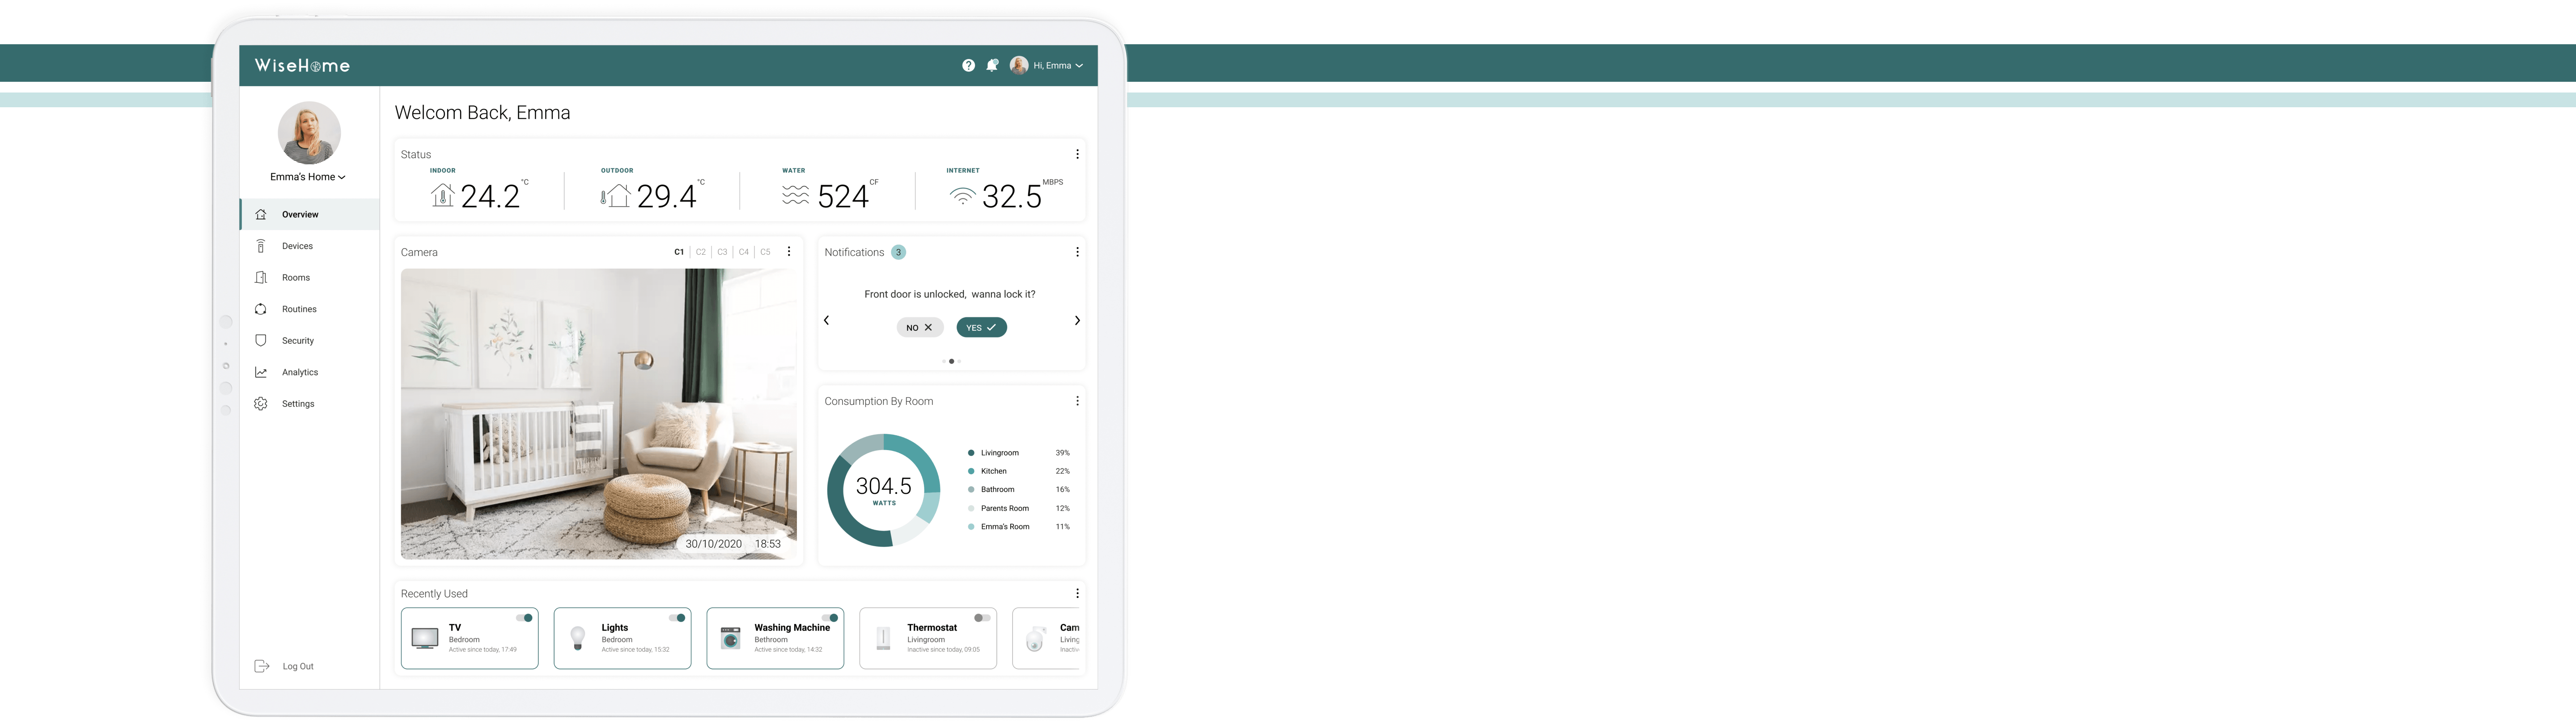 WiseHome
Hi, Emma
Emma's Home
Overview
Devices
Rooms
Routines
Security
Analytics
Settings
Log Out
Welcom Back, Emma
Status
INDOOR
24.2 °C
OUTDOOR
29.4 °C
WATER
524 CF
INTERNET
32.5 MBPS
Camera
C1 C2 C3 C4 C5
30/10/2020 18:53
Notifications 3
Front door is unlocked, wanna lock it?
NO YES
Consumption By Room
304.5
WATTS
Livingroom 39%
Kitchen 22%
Bathroom 16%
Parents Room 12%
Emma's Room 11%
Recently Used
TV
Bedroom
Active since today, 17:49
Lights
Bedroom
Active since today, 15:32
Washing Machine
Bethroom
Active since today, 14:32
Thermostat
Livingroom
Inactive since today, 09:05
Cam
Living
Inactiv